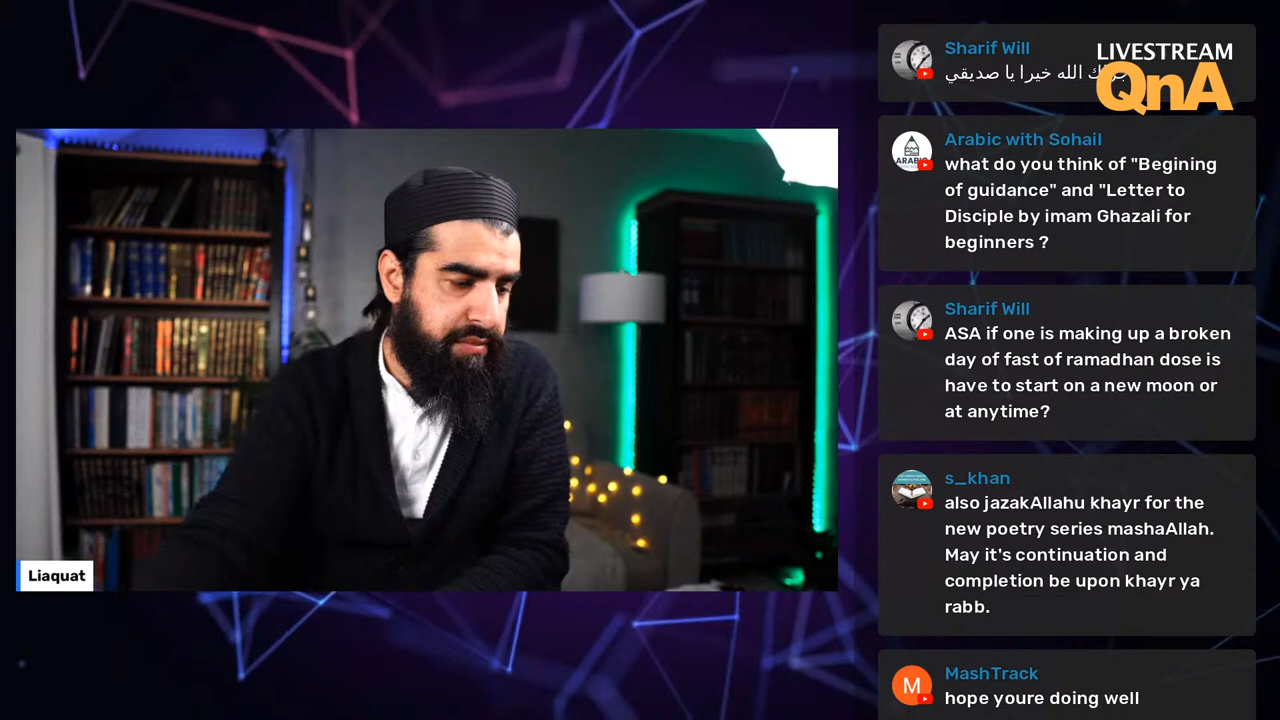 Sharif Will
الله خيرا يا صديقي
LIVESTREAM
QnA
Arabic with Sohail
ARABIC
what do you think of "Begining
of guidance" and "Letter to
Disciple by imam Ghazali for
beginners ?
Sharif Will
ASA if one is making up a broken
day of fast of ramadhan dose is
have to start on a new moon or
at anytime?
s_khan
also jazakAllahu khayr for the
new poetry series mashaAllah.
May it's continuation and
completion be upon khayr ya
rabb.
M
MashTrack
hope youre doing well
Liaquat